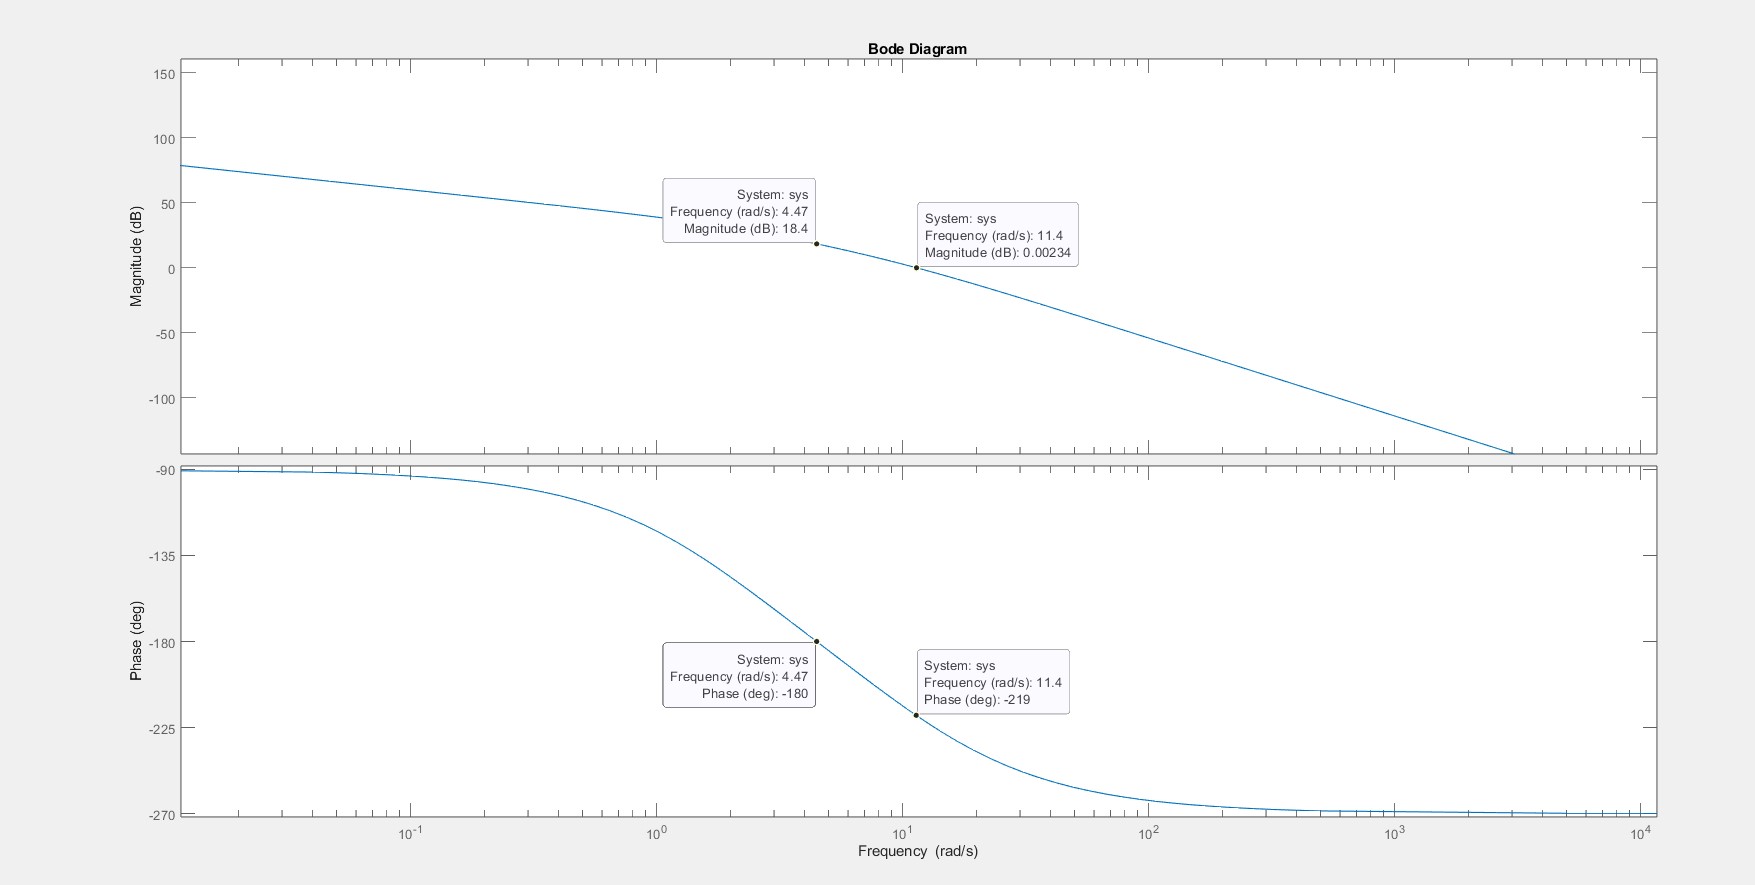 Bode Diagram
150
100
50
0
-50
-100
Magnitude (dB)
System: sys
Frequency (rad/s): 4.47
Magnitude (dB): 18.4
System: sys
Frequency (rad/s): 11.4
Magnitude (dB): 0.00234
-90
-135
-180
-225
-270
Phase (deg)
System: sys
Frequency (rad/s): 4.47
Phase (deg): -180
System: sys
Frequency (rad/s): 11.4
Phase (deg): -219
10⁻¹ 10⁰ 10¹ 10² 10³ 10⁴
Frequency (rad/s)